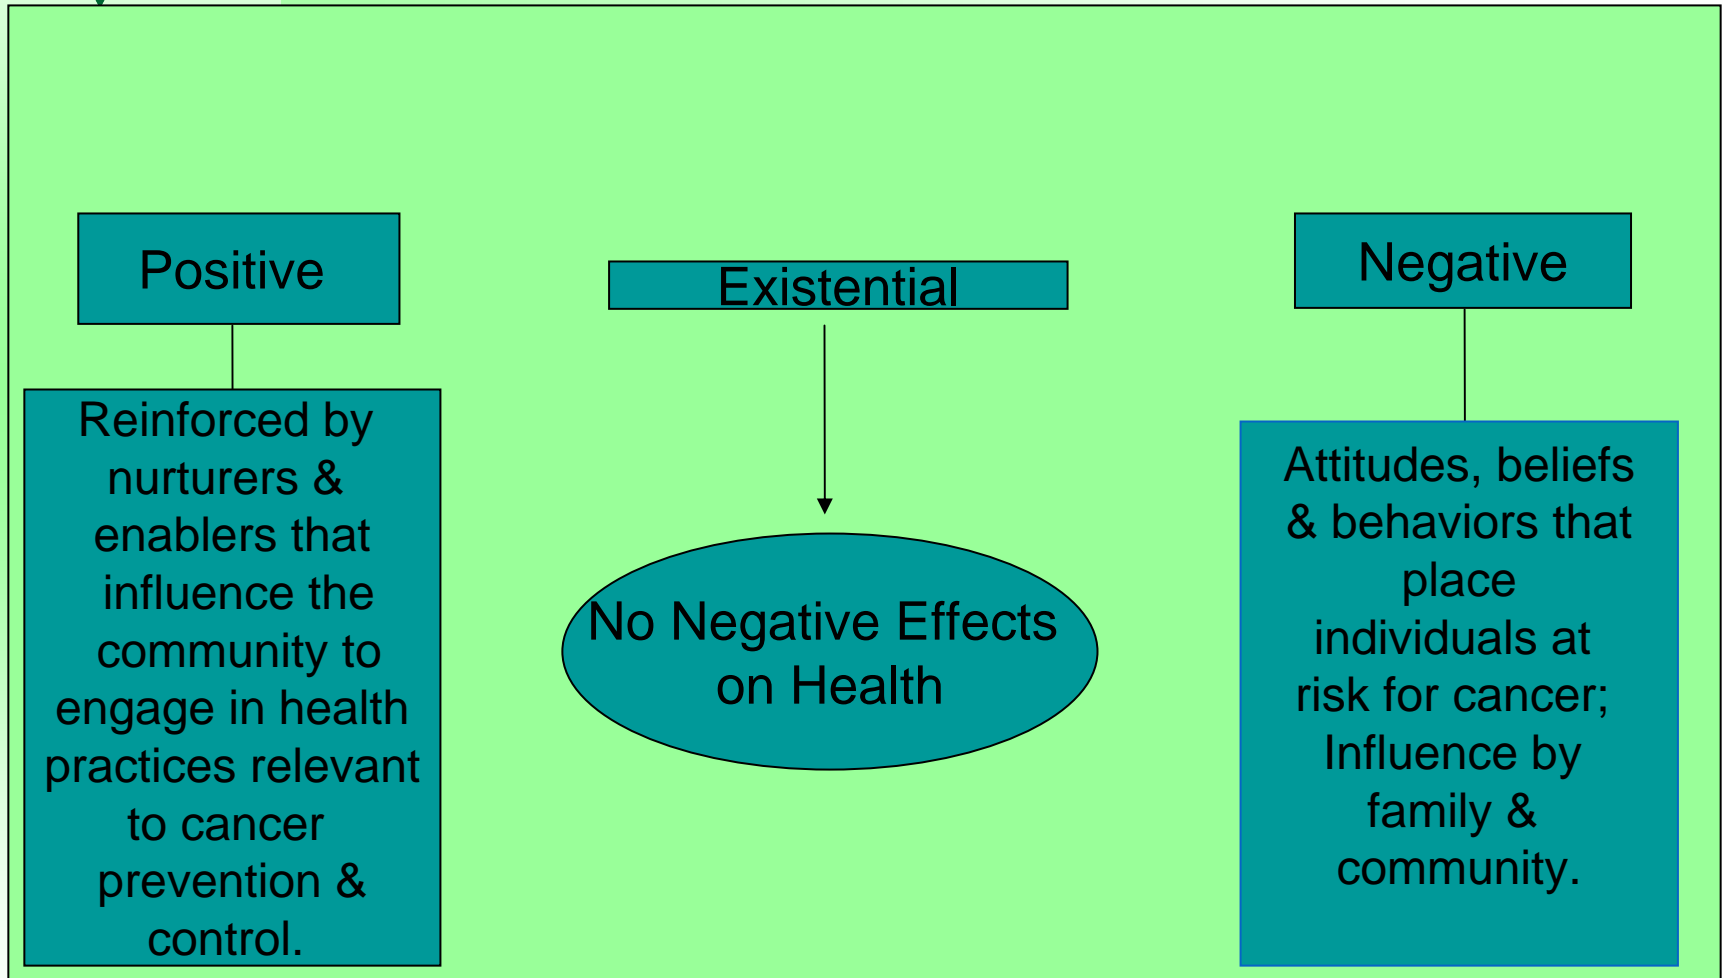 Positive
Reinforced by
nurturers &
enablers that
influence the
community to
engage in health
practices relevant
to cancer
prevention &
control.
Existential
No Negative Effects
on Health
Negative
Attitudes, beliefs
& behaviors that
place
individuals at
risk for cancer;
Influence by
family &
community.